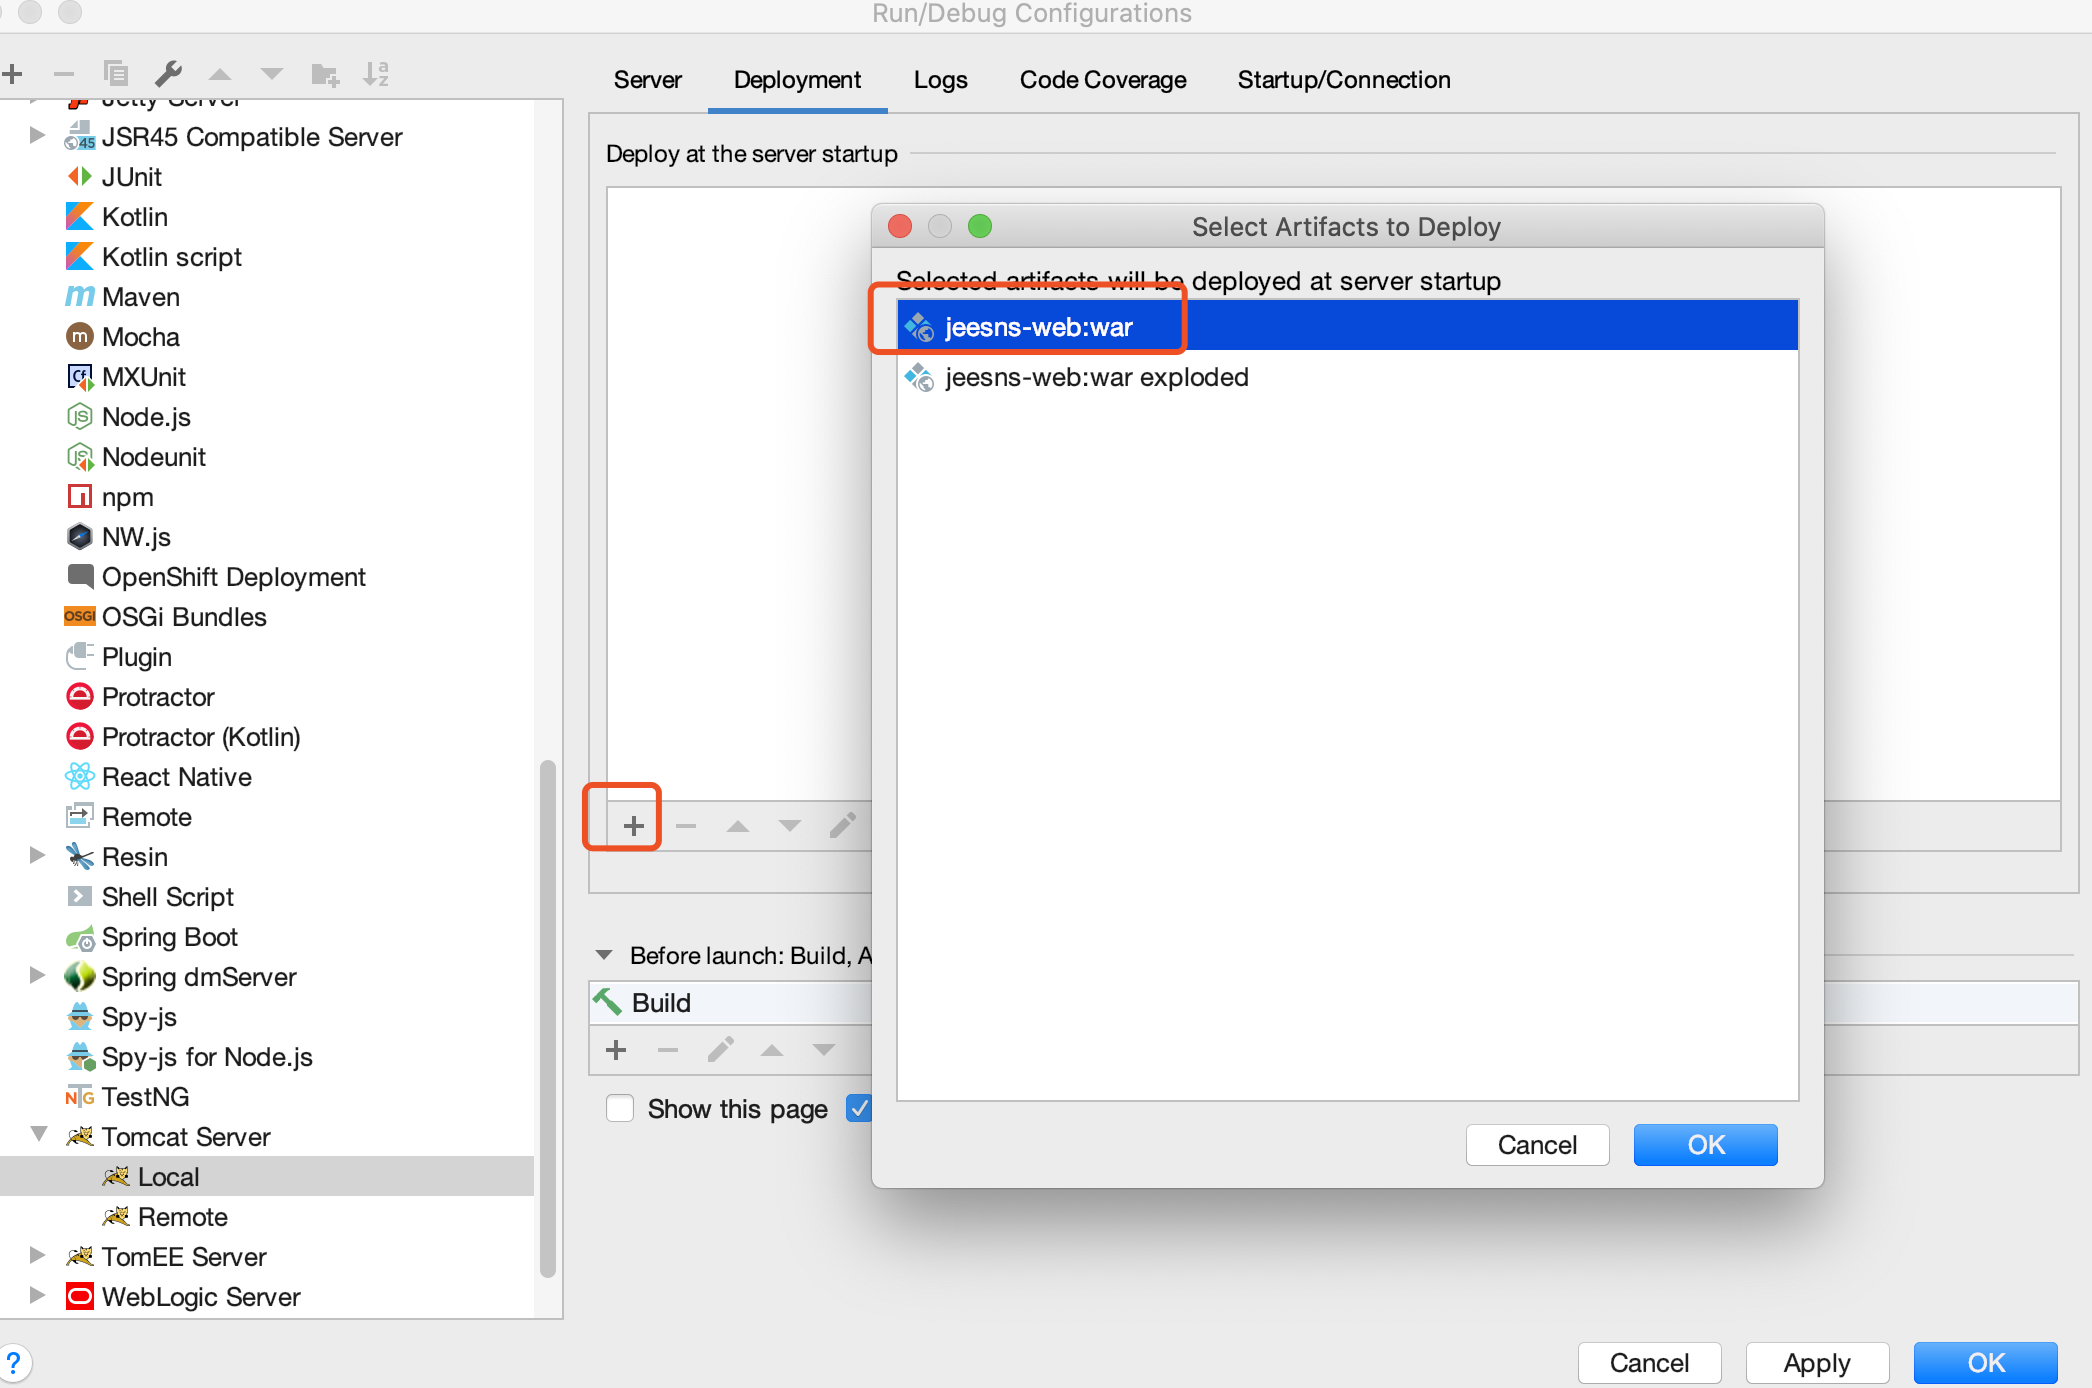 Run/Debug Configurations
Server Deployment Logs Code Coverage Startup/Connection
Jetty Server
JSR45 Compatible Server
JUnit
Kotlin
Kotlin script
Maven
Mocha
MXUnit
Node.js
Nodeunit
npm
NW.js
OpenShift Deployment
OSGi Bundles
Plugin
Protractor
Protractor (Kotlin)
React Native
Remote
Resin
Shell Script
Spring Boot
Spring dmServer
Spy-js
Spy-js for Node.js
TestNG
Tomcat Server
Local
Remote
TomEE Server
WebLogic Server
Deploy at the server startup
Before launch: Build, A
Build
Show this page
Select Artifacts to Deploy
Selected artifacts will be deployed at server startup
jeesns-web:war
jeesns-web:war exploded
Cancel OK
? Cancel Apply OK